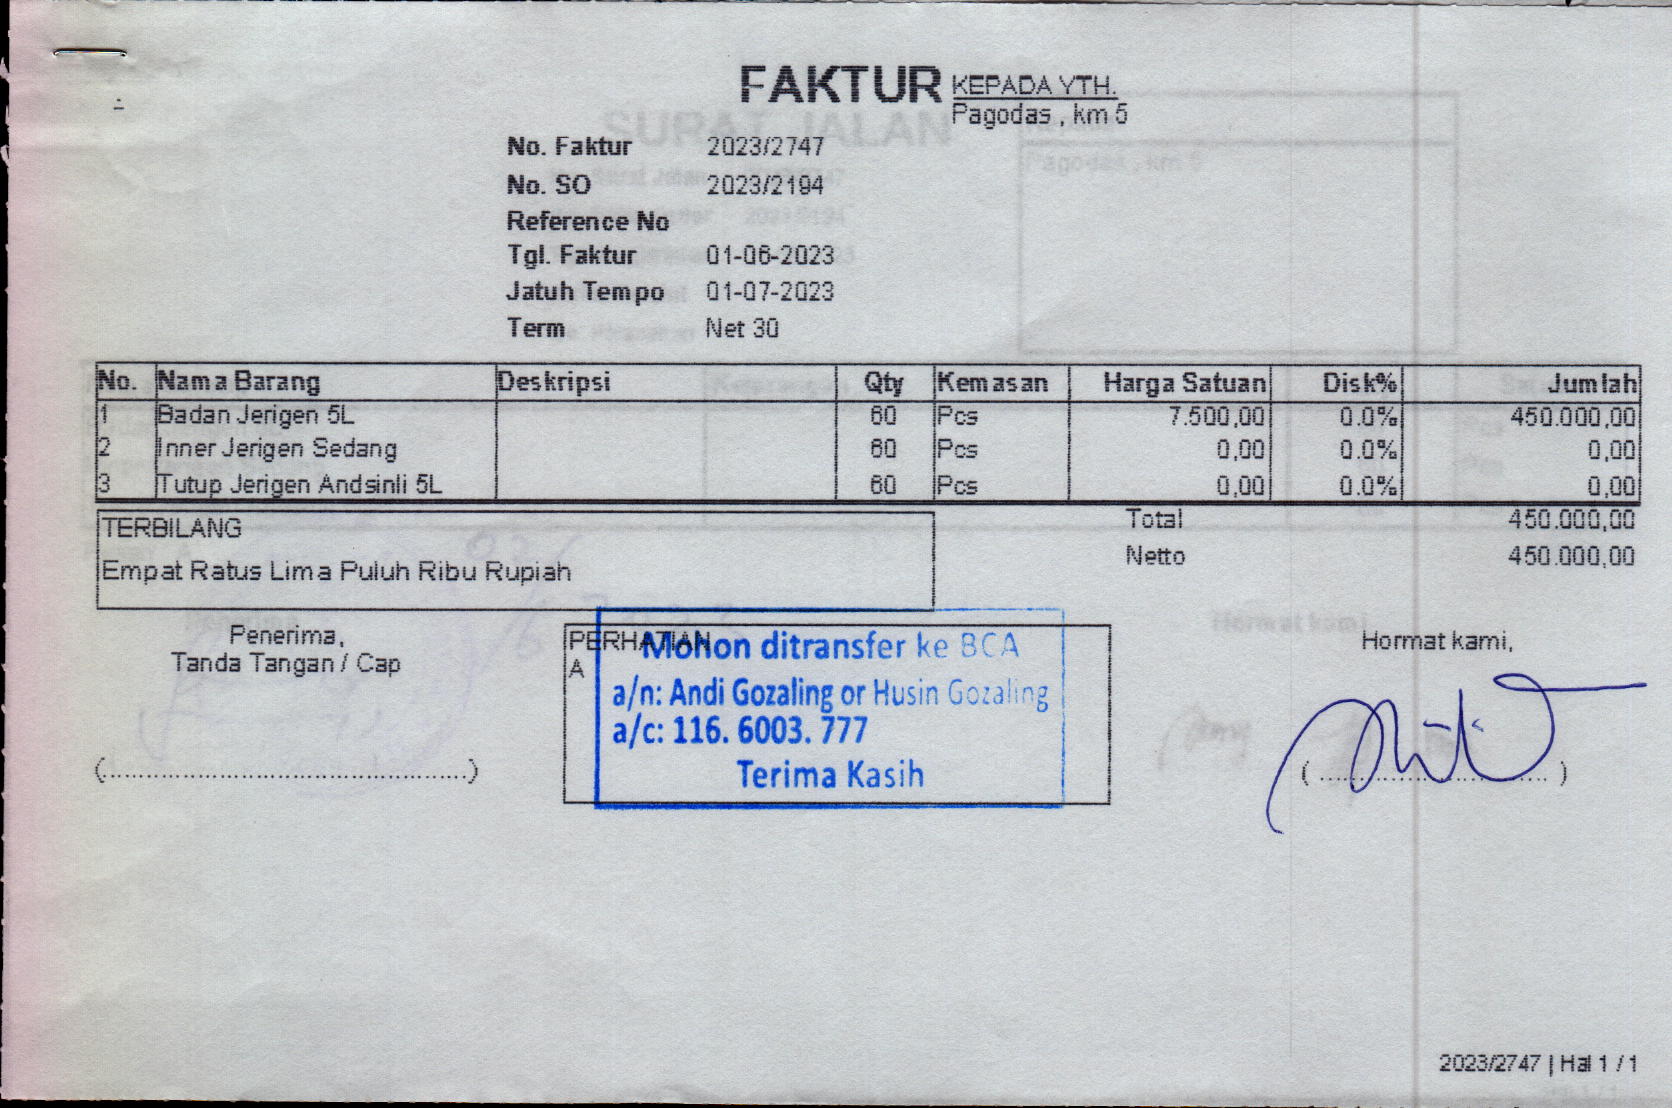 FAKTUR
KEPADA YTH.
Pagodas , km 5
No. Faktur 2023/2747
No. SO 2023/2194
Reference No
Tgl. Faktur 01-06-2023
Jatuh Tempo 01-07-2023
Term Net 30
No. Nama Barang Deskripsi Qty Kemasan Harga Satuan Disk% Jumlah
1 Badan Jerigen 5L 60 Pcs 7.500,00 0.0% 450.000,00
2 Inner Jerigen Sedang 60 Pcs 0,00 0.0% 0,00
3 Tutup Jerigen Andsinli 5L 60 Pcs 0,00 0.0% 0,00
Total 450.000,00
Netto 450.000,00
TERBILANG
Empat Ratus Lima Puluh Ribu Rupiah
Penerima,
Tanda Tangan / Cap
(................................................)
PERHATIAN
A
Mohon ditransfer ke BCA
a/n: Andi Gozaling or Husin Gozaling
a/c: 116. 6003. 777
Terima Kasih
Hormat kami,
( .............................. )
2023/2747 | Hal 1 / 1